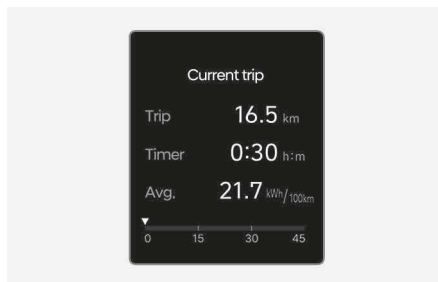 Current trip
Trip 16.5 km
Timer 0:30 h:m
Avg. 21.7 kWh/100km
0 15 30 45